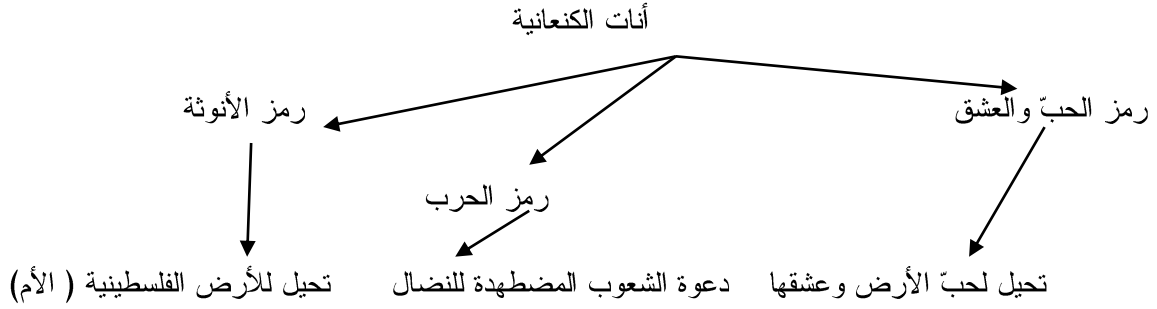 أنات الكنعانية
رمز الحبّ والعشق
رمز الأنوثة
رمز الحرب
تحيل لحبّ الأرض وعشقها
دعوة الشعوب المضطهدة للنضال
تحيل للأرض الفلسطينية ( الأم)